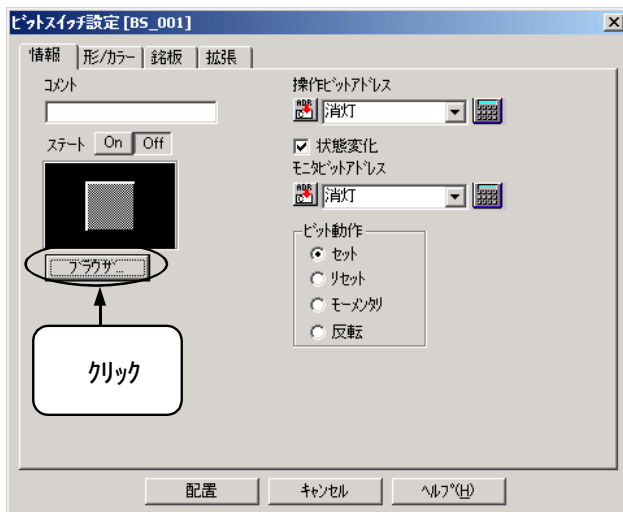 ビットスイッチ設定 [BS_001]
情報 形/カラー 銘板 拡張
コメント
ステート On Off
ブラウザ...
クリック
操作ビットアドレス
消灯
状態変化
モニタビットアドレス
消灯
ビット動作
セット
リセット
モーメンタリ
反転
配置 キャンセル ヘルプ(H)